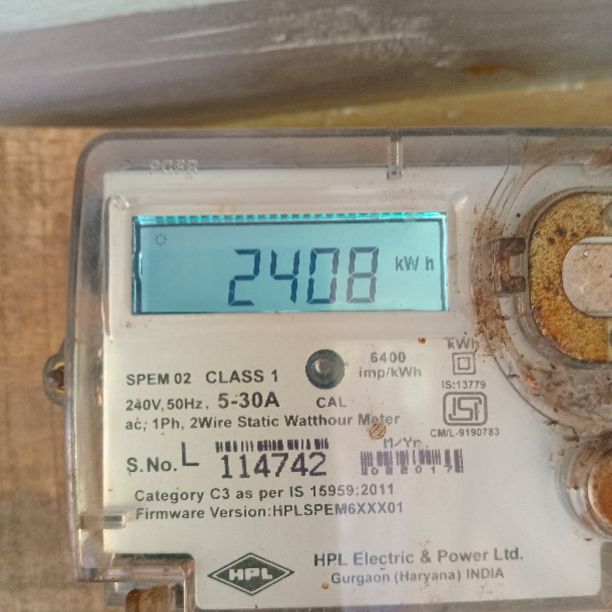 2408 kW h
SPEM 02 CLASS 1
6400
imp/kWh
kWh
IS:13779
240V, 50Hz, 5-30A
CAL
ac, 1Ph, 2Wire Static Watthour Meter
CM/L-9190783
M/Yr.
S.No. L 114742
022017
Category C3 as per IS 15959:2011
Firmware Version:HPLSPEM6XXX01
HPL
HPL Electric & Power Ltd.
Gurgaon (Haryana) INDIA